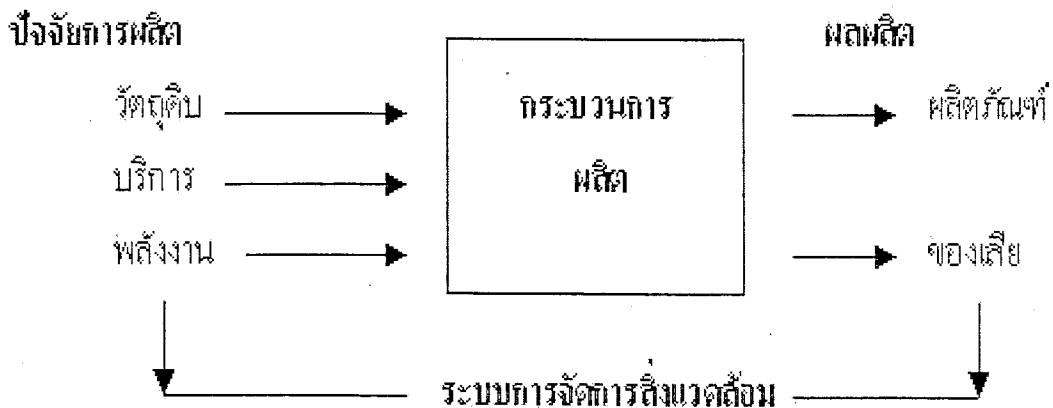 ปัจจัยการผลิต
ผลผลิต
วัตถุดิบ
กระบวนการ
ผลิตภัณฑ์
บริการ
ผลิต
พลังงาน
ของเสีย
ระบบการจัดการสิ่งแวดล้อม